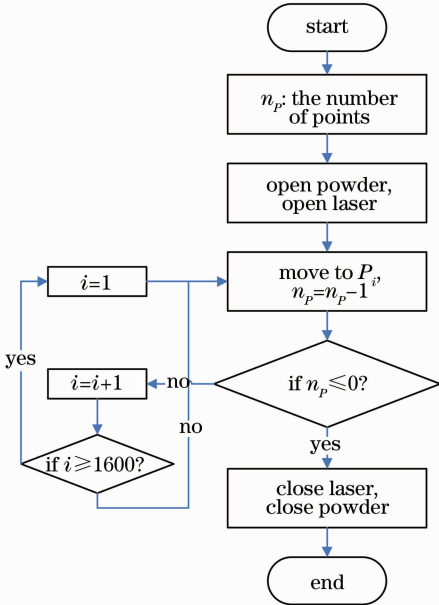 start
n_P: the number
of points
open powder,
open laser
move to P_i,
n_P=n_P−1
i=1
yes
i=i+1
no
if n_P≤0?
no
yes
if i≥1600?
close laser,
close powder
end